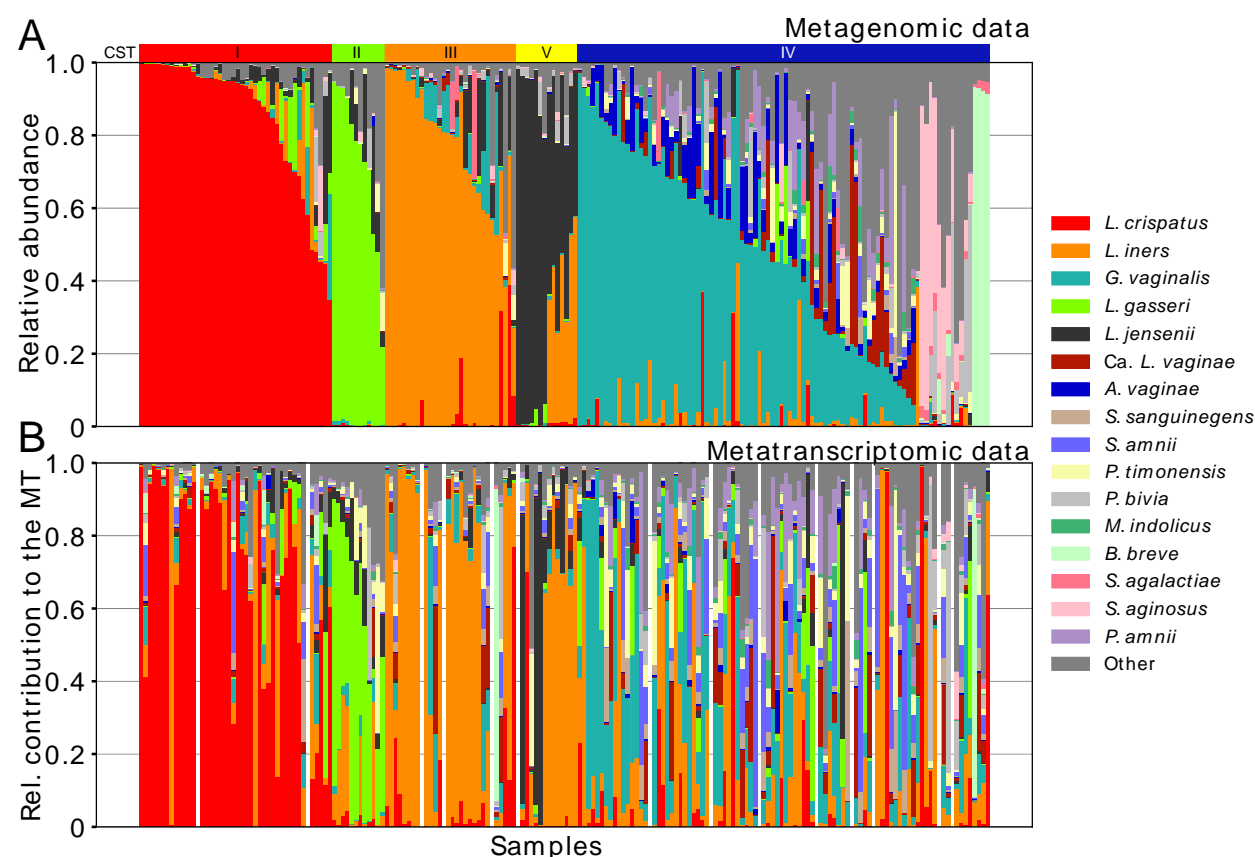 A
Metagenomic data
CST I II III V IV
Relative abundance
1.0
0.8
0.6
0.4
0.2
0
B
Metatranscriptomic data
Rel. contribution to the MT
1.0
0.8
0.6
0.4
0.2
0
Samples
L. crispatus
L. iners
G. vaginalis
L. gasseri
L. jensenii
Ca. L. vaginae
A. vaginae
S. sanguinegens
S. amnii
P. timonensis
P. bivia
M. indolicus
B. breve
S. agalactiae
S. aginosus
P. amnii
Other